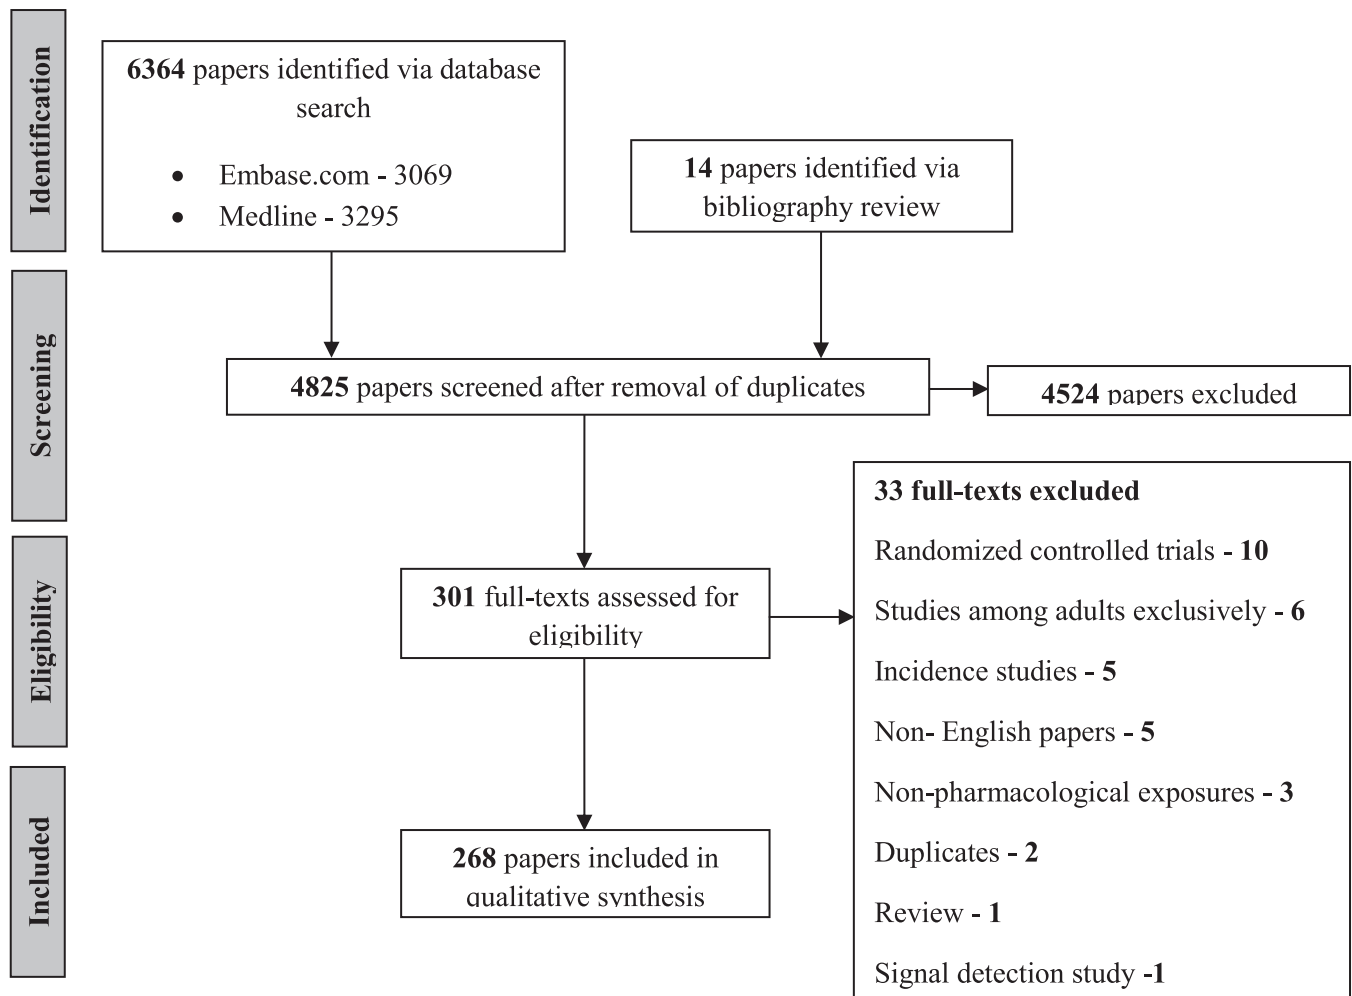 Identification
6364 papers identified via database
search
• Embase.com - 3069
• Medline - 3295
14 papers identified via
bibliography review
Screening
4825 papers screened after removal of duplicates
4524 papers excluded
33 full-texts excluded
Randomized controlled trials - 10
Studies among adults exclusively - 6
Incidence studies - 5
Non- English papers - 5
Non-pharmacological exposures - 3
Duplicates - 2
Review - 1
Signal detection study -1
Eligibility
301 full-texts assessed for
eligibility
Included
268 papers included in
qualitative synthesis